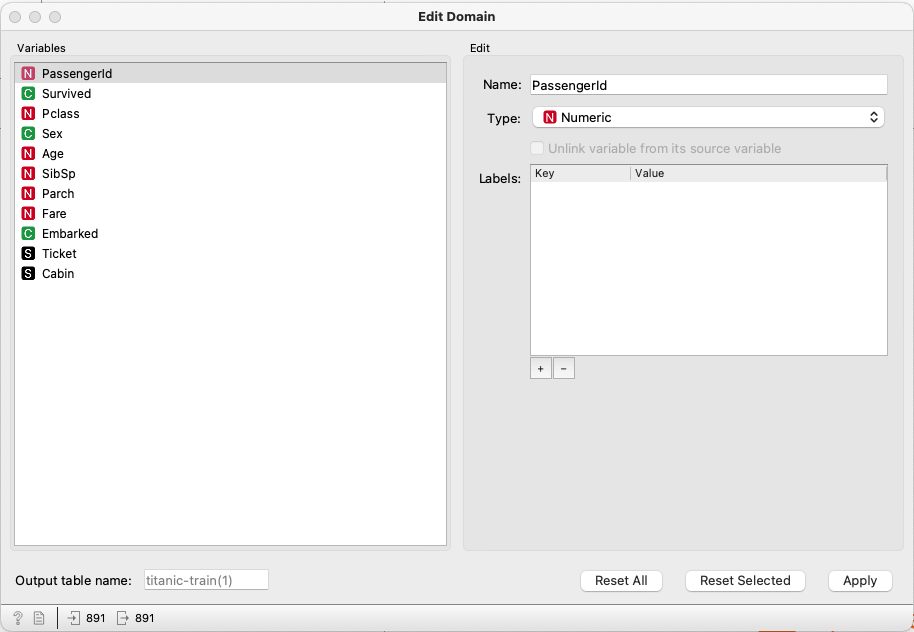 Edit Domain
Variables
N PassengerId
C Survived
N Pclass
C Sex
N Age
N SibSp
N Parch
N Fare
C Embarked
S Ticket
S Cabin
Edit
Name: PassengerId
Type: N Numeric
Unlink variable from its source variable
Labels: Key Value
+ −
Output table name: titanic-train(1)
Reset All Reset Selected Apply
? 891 891